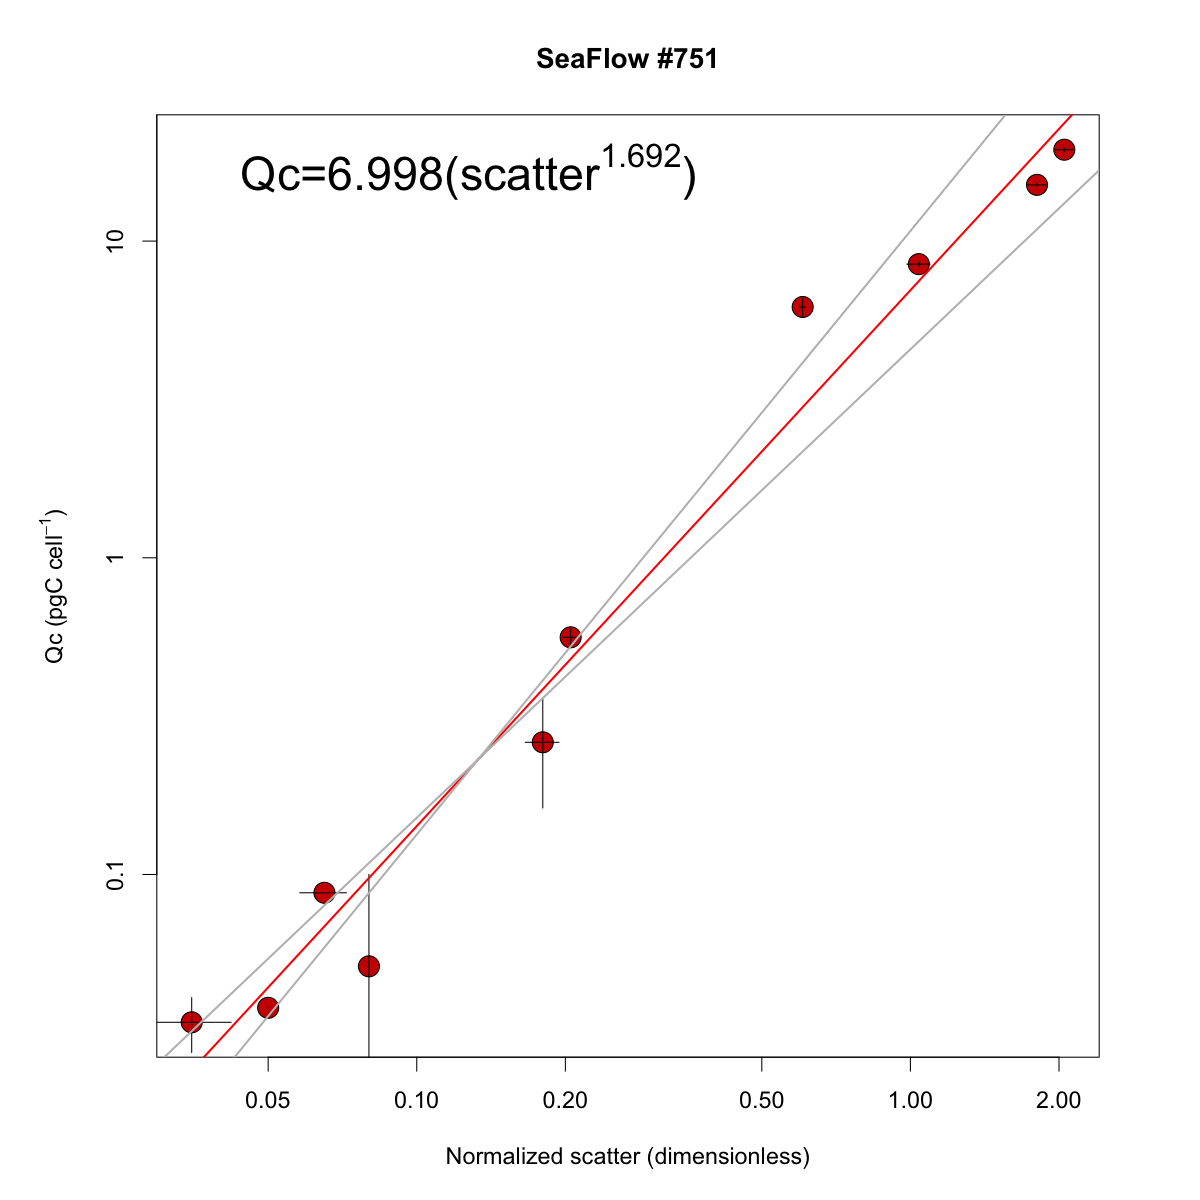 SeaFlow #751
Qc=6.998(scatter^1.692)
10
1
0.1
Qc (pgC cell⁻¹)
0.05 0.10 0.20 0.50 1.00 2.00
Normalized scatter (dimensionless)